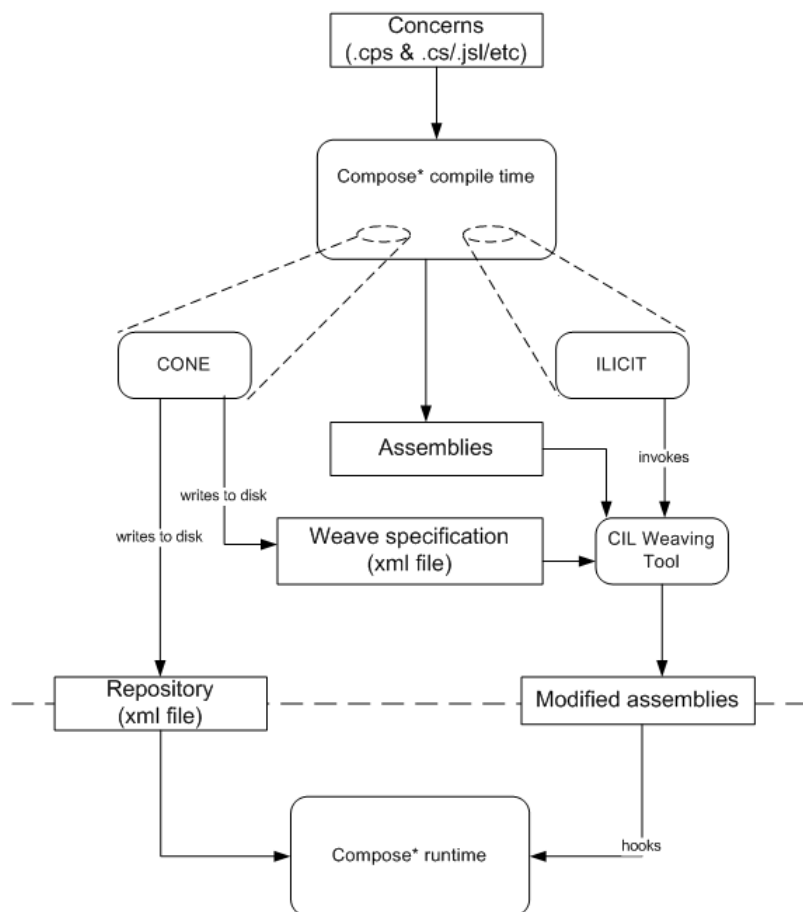 Concerns
(.cps & .cs/.jsl/etc)
Compose* compile time
CONE
ILICIT
Assemblies
invokes
writes to disk
writes to disk
Weave specification
(xml file)
CIL Weaving
Tool
Repository
(xml file)
Modified assemblies
Compose* runtime
hooks